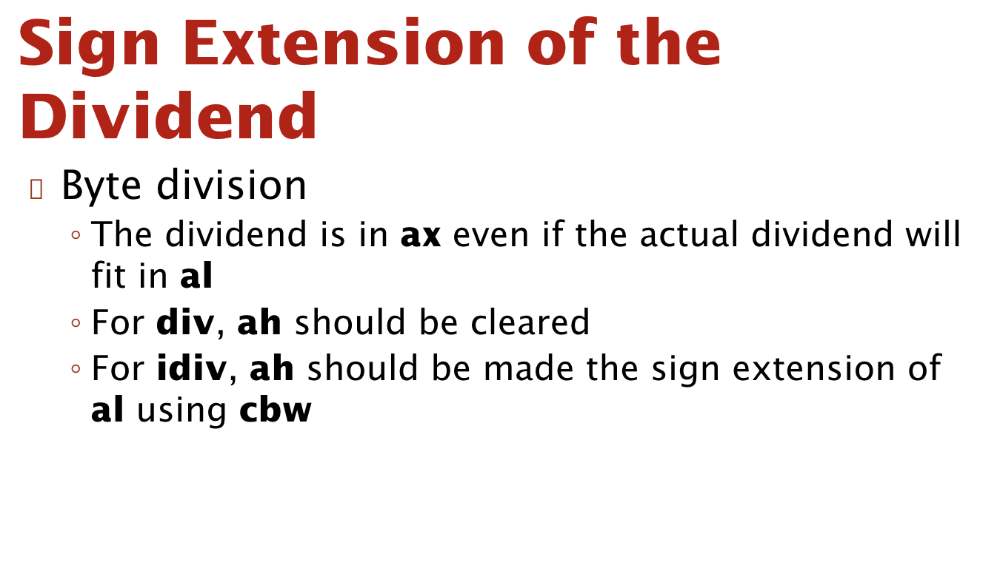 Sign Extension of the
Dividend
Byte division
◦ The dividend is in ax even if the actual dividend will
fit in al
◦ For div, ah should be cleared
◦ For idiv, ah should be made the sign extension of
al using cbw